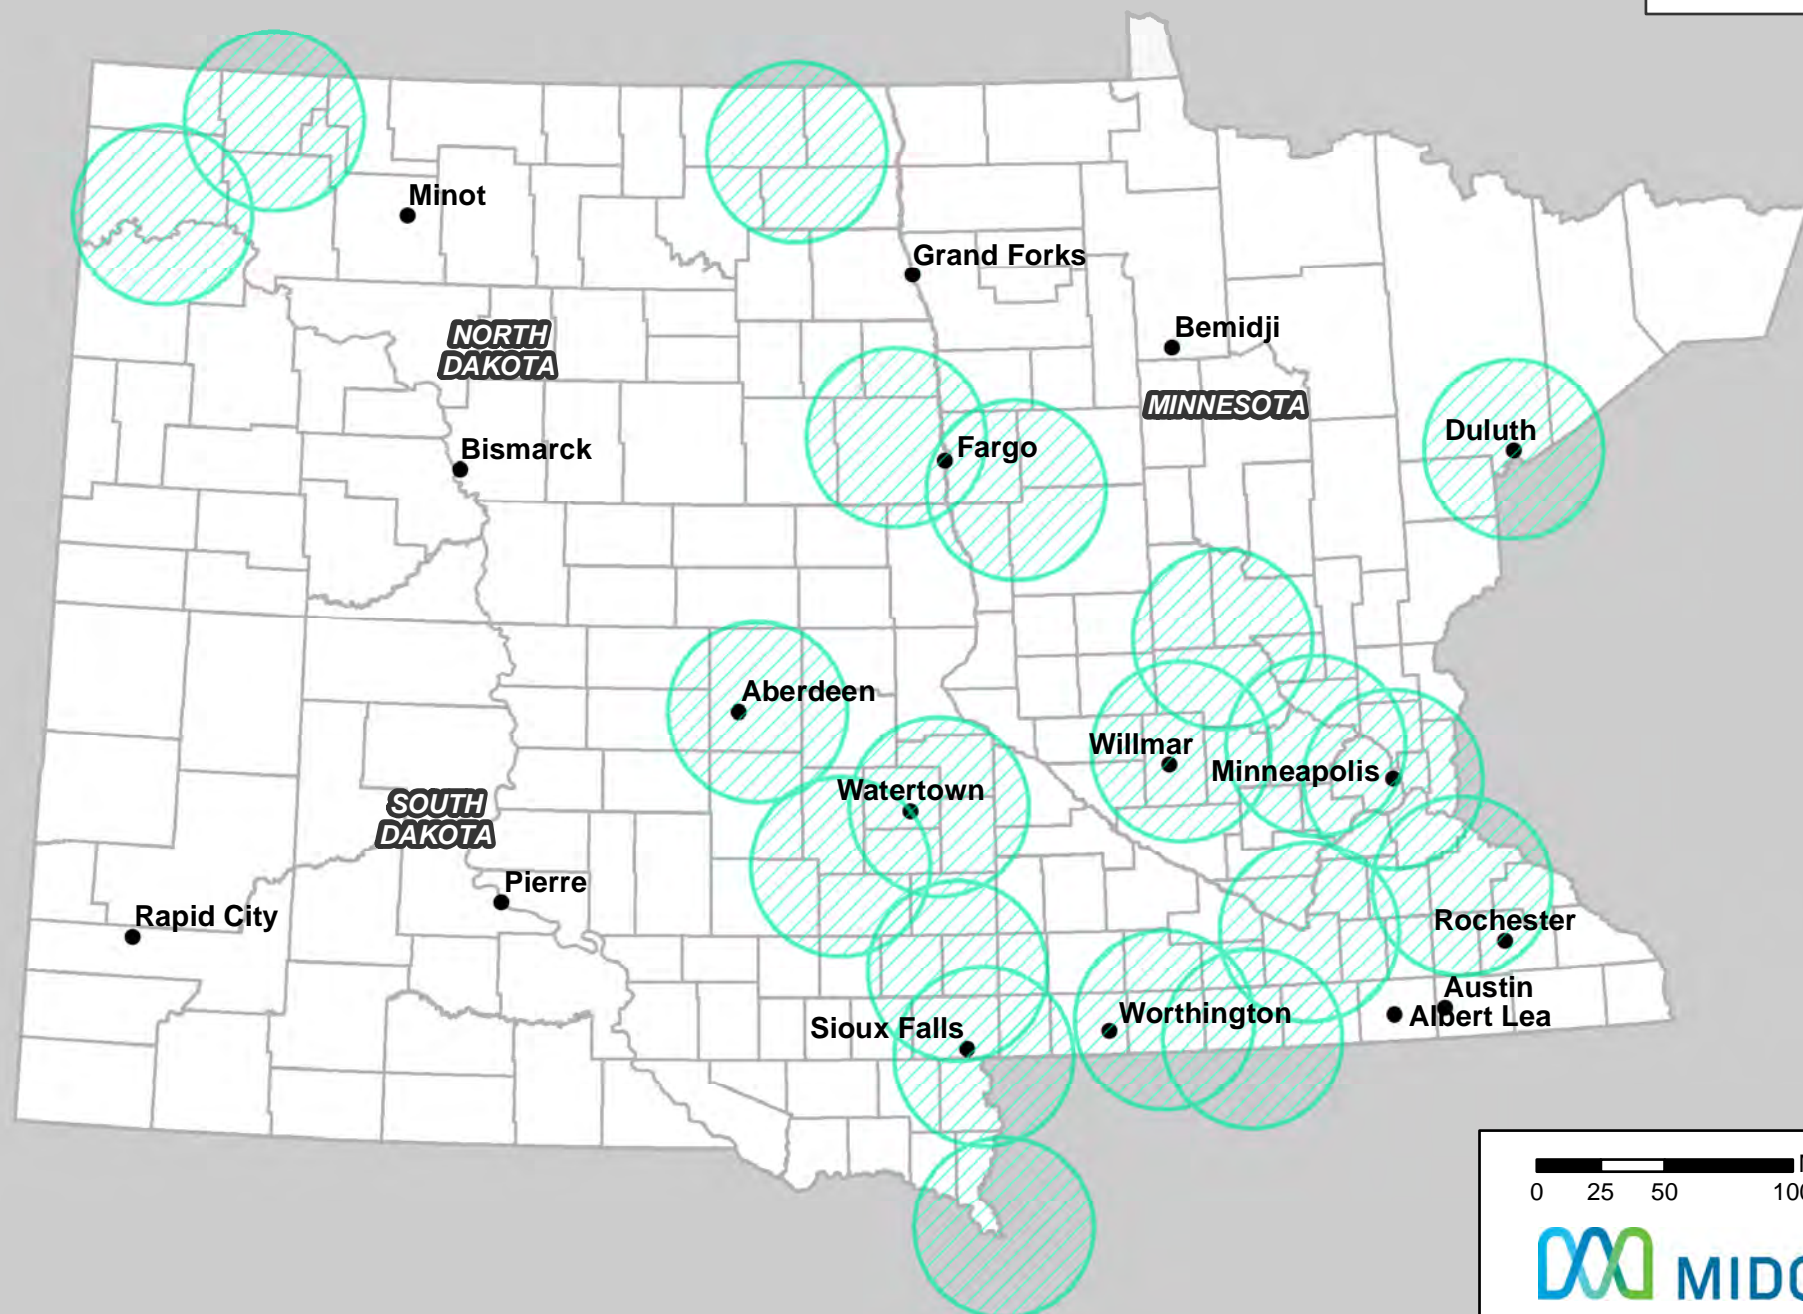 Minot
Grand Forks
Bemidji
NORTH
DAKOTA
MINNESOTA
Duluth
Fargo
Bismarck
Aberdeen
Willmar
Minneapolis
Watertown
SOUTH
DAKOTA
Pierre
Rapid City
Rochester
Austin
Albert Lea
Worthington
Sioux Falls
0 25 50